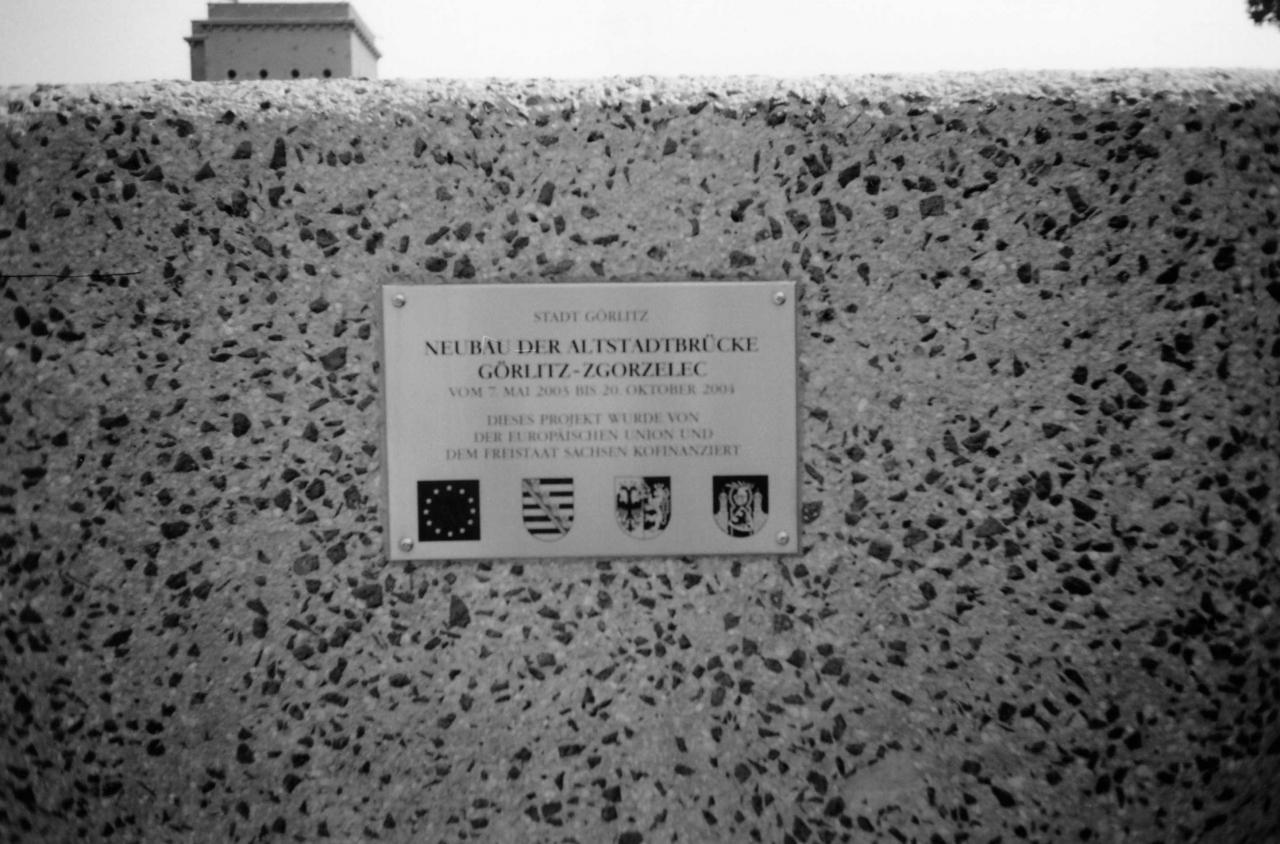 STADT GÖRLITZ
NEUBAU DER ALTSTADTBRÜCKE
GÖRLITZ-ZGORZELEC
VOM 7. MAI 2003 BIS 20. OKTOBER 2004
DIESES PROJEKT WURDE VON
DER EUROPÄISCHEN UNION UND
DEM FREISTAAT SACHSEN KOFINANZIERT